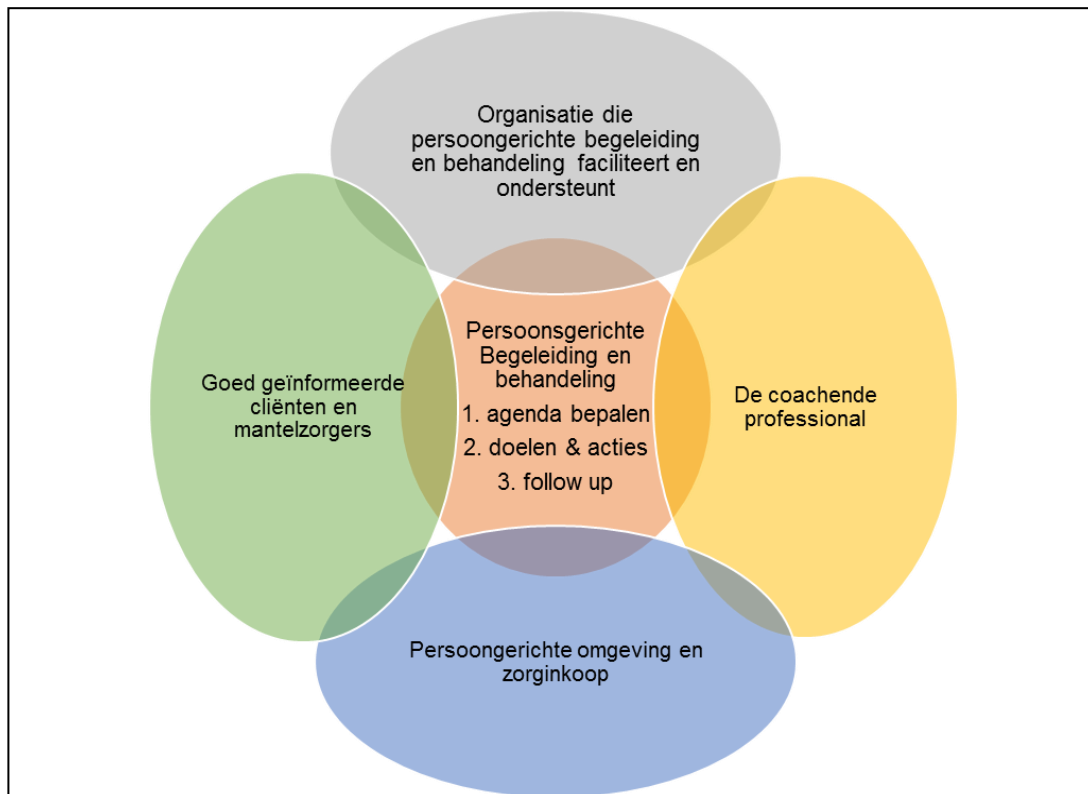 Organisatie die
persoongerichte begeleiding
en behandeling faciliteert en
ondersteunt
Goed geïnformeerde
cliënten en
mantelzorgers
Persoonsgerichte
Begeleiding en
behandeling
1. agenda bepalen
2. doelen & acties
3. follow up
De coachende
professional
Persoongerichte omgeving en
zorginkoop